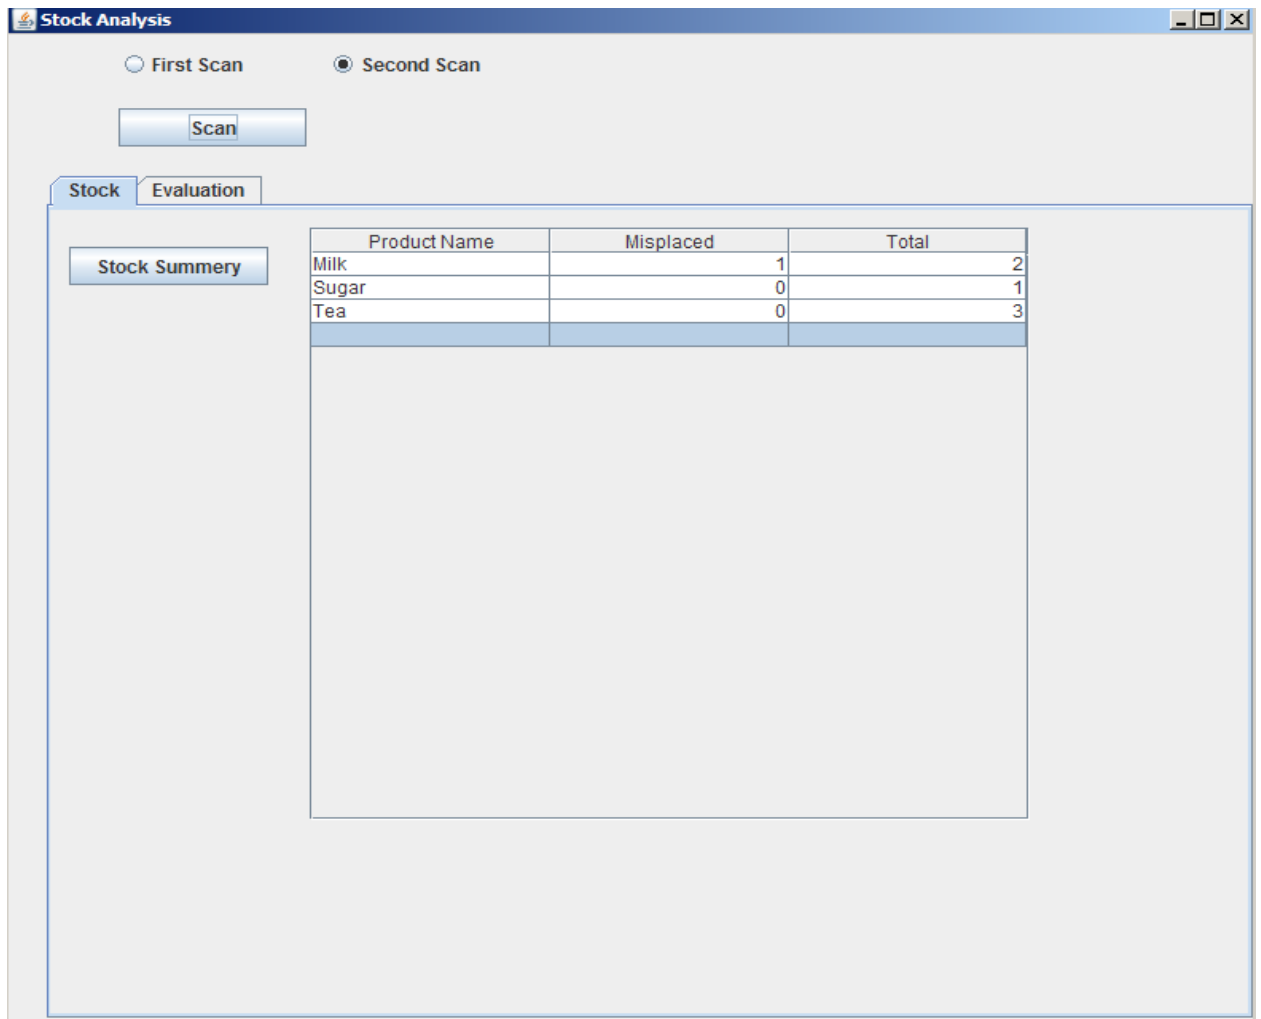 Stock Analysis
First Scan Second Scan
Scan
Stock Evaluation
Stock Summery
Product Name Misplaced Total
Milk 1 2
Sugar 0 1
Tea 0 3